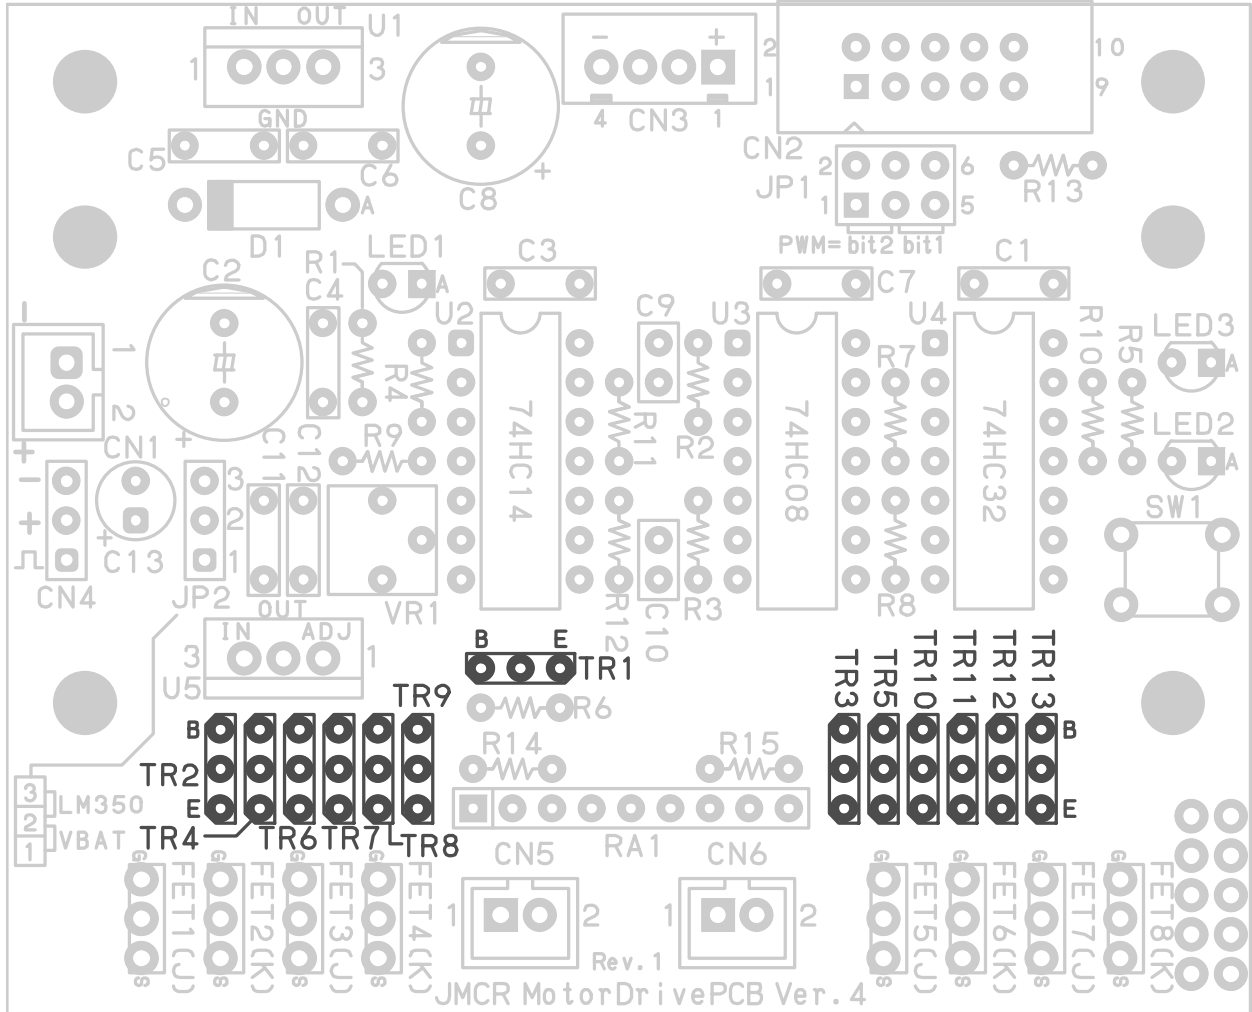 IN OUT U1
1 3
GND
C5 C6
C8
+
- +
4 CN3 1
2 10
1 9
CN2
JP1
2 6
1 5
PWM= bit2 bit1
R13
D1 A
LED1 A
R1
C2 C4
C3
C7
C1
U2
C9
U3
U4
R10
R5
LED3
A
LED2
A
-
1
2
+
CN1
+
R4
R9
74HC14
R11
R2
74HC08
R7
74HC32
-
+
CN4
+
C13
3
2
1
JP2
C11
C12
VR1
R12
C10
R3
R8
SW1
OUT
IN ADJ
3 1
U5
B E
TR1
R6
TR3
TR5
TR10
TR11
TR12
TR13
TR9
B
TR2
E
TR4 TR6 TR7 TR8
R14
R15
B
E
3 LM350
2 VBAT
1
RA1
CN5
1 2
CN6
1 2
G FET1(J) S
G FET2(K) S
G FET3(J) S
G FET4(K) S
G FET5(J) S
G FET6(K) S
G FET7(J) S
G FET8(K) S
Rev.1
JMCR MotorDrivePCB Ver.4